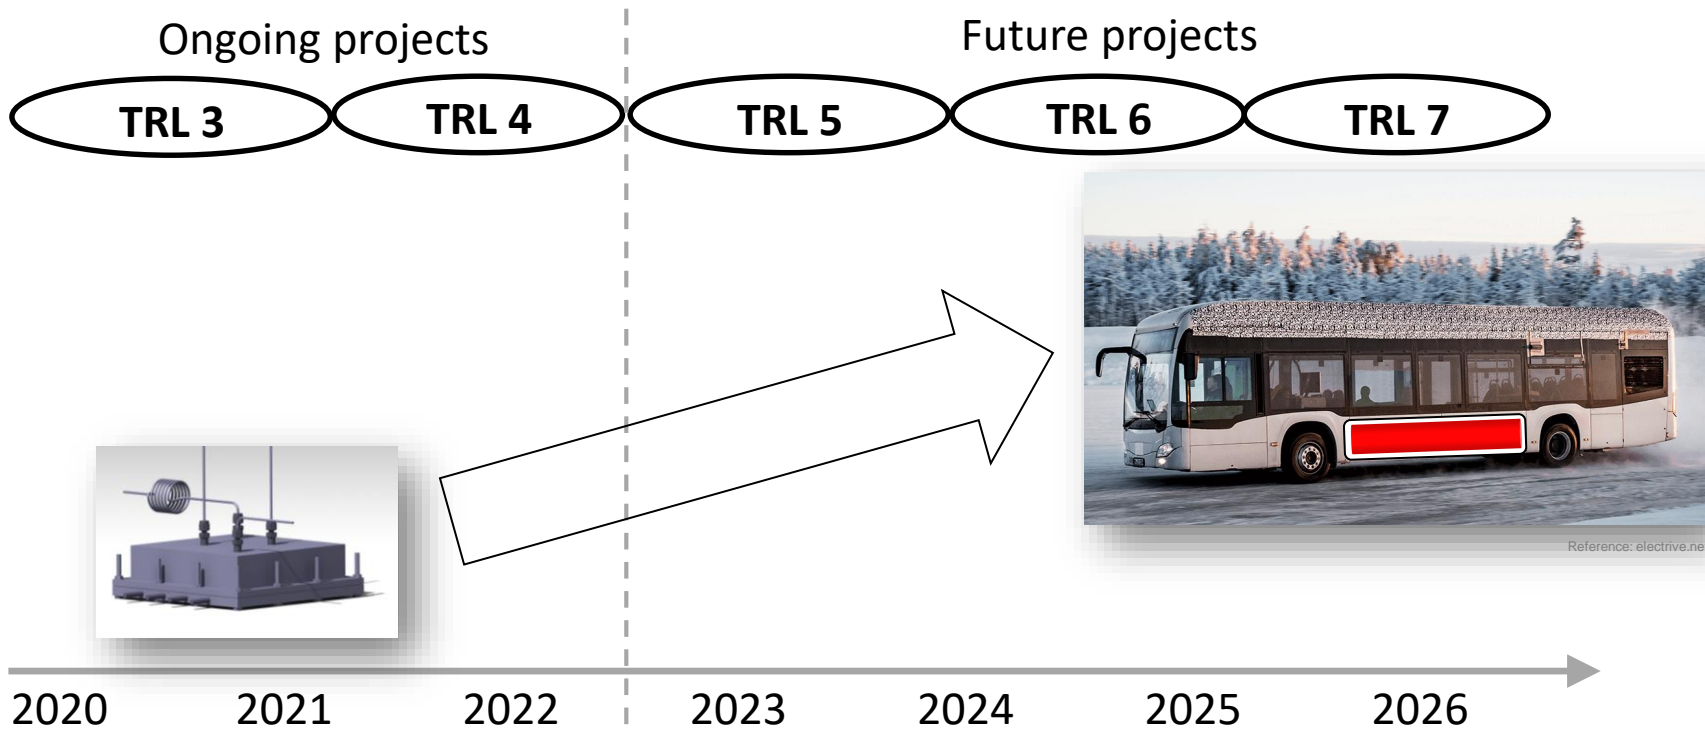 Ongoing projects
Future projects
TRL 3
TRL 4
TRL 5
TRL 6
TRL 7
Reference: electrive.ne
2020
2021
2022
2023
2024
2025
2026